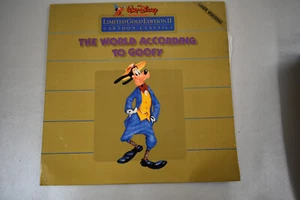 Walt Disney
LIMITED GOLD EDITION II
CARTOON CLASSICS
THE WORLD ACCORDING
TO GOOFY